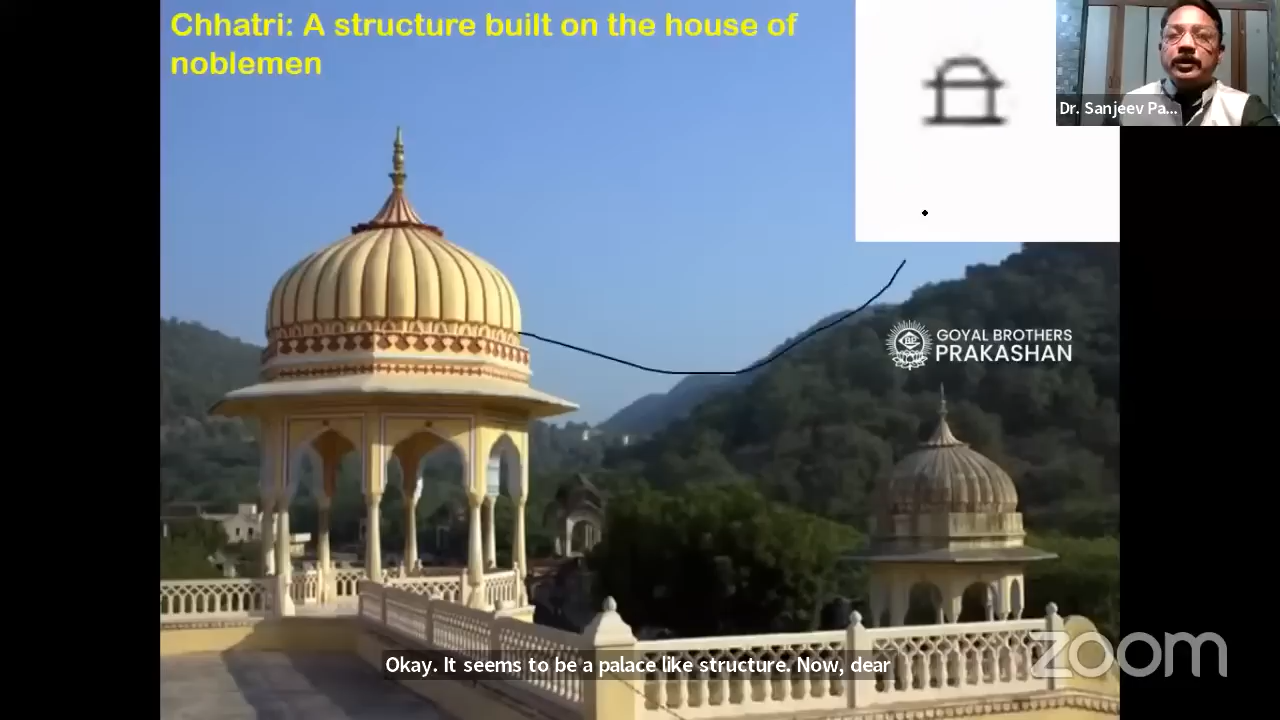 Chhatri: A structure built on the house of
noblemen
Dr. Sanjeev Pa...
GOYAL BROTHERS
PRAKASHAN
Okay. It seems to be a palace like structure. Now, dear
zoom